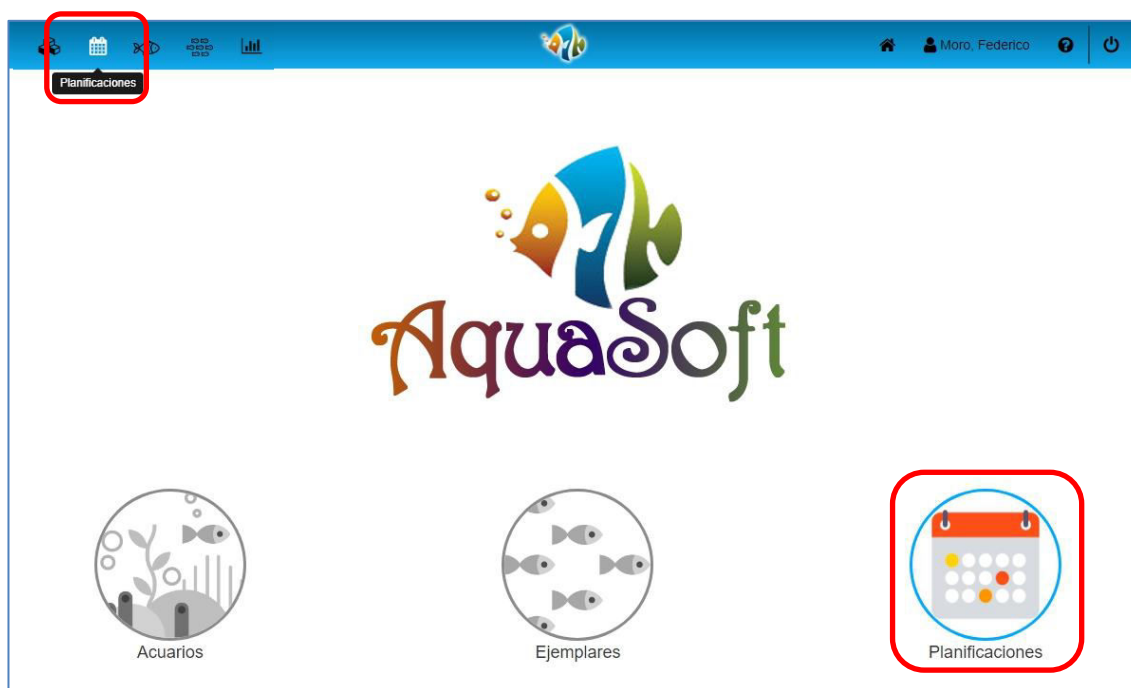 Moro, Federico
Planificaciones
AquaSoft
Acuarios
Ejemplares
Planificaciones